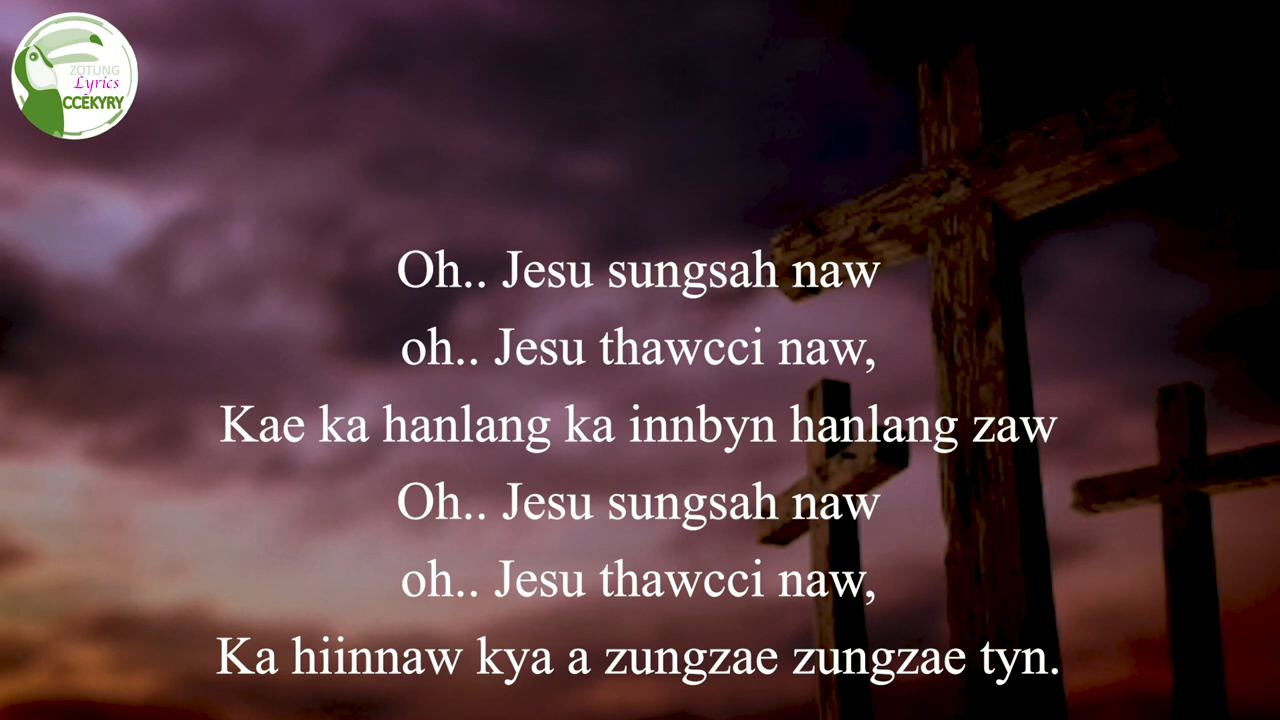 ZOTUNG
Lyrics
CCĒKYRY
Oh.. Jesu sungsah naw
oh.. Jesu thawcci naw,
Kae ka hanlang ka innbyn hanlang zaw
Oh.. Jesu sungsah naw
oh.. Jesu thawcci naw,
Ka hiinnaw kya a zungzae zungzae tyn.